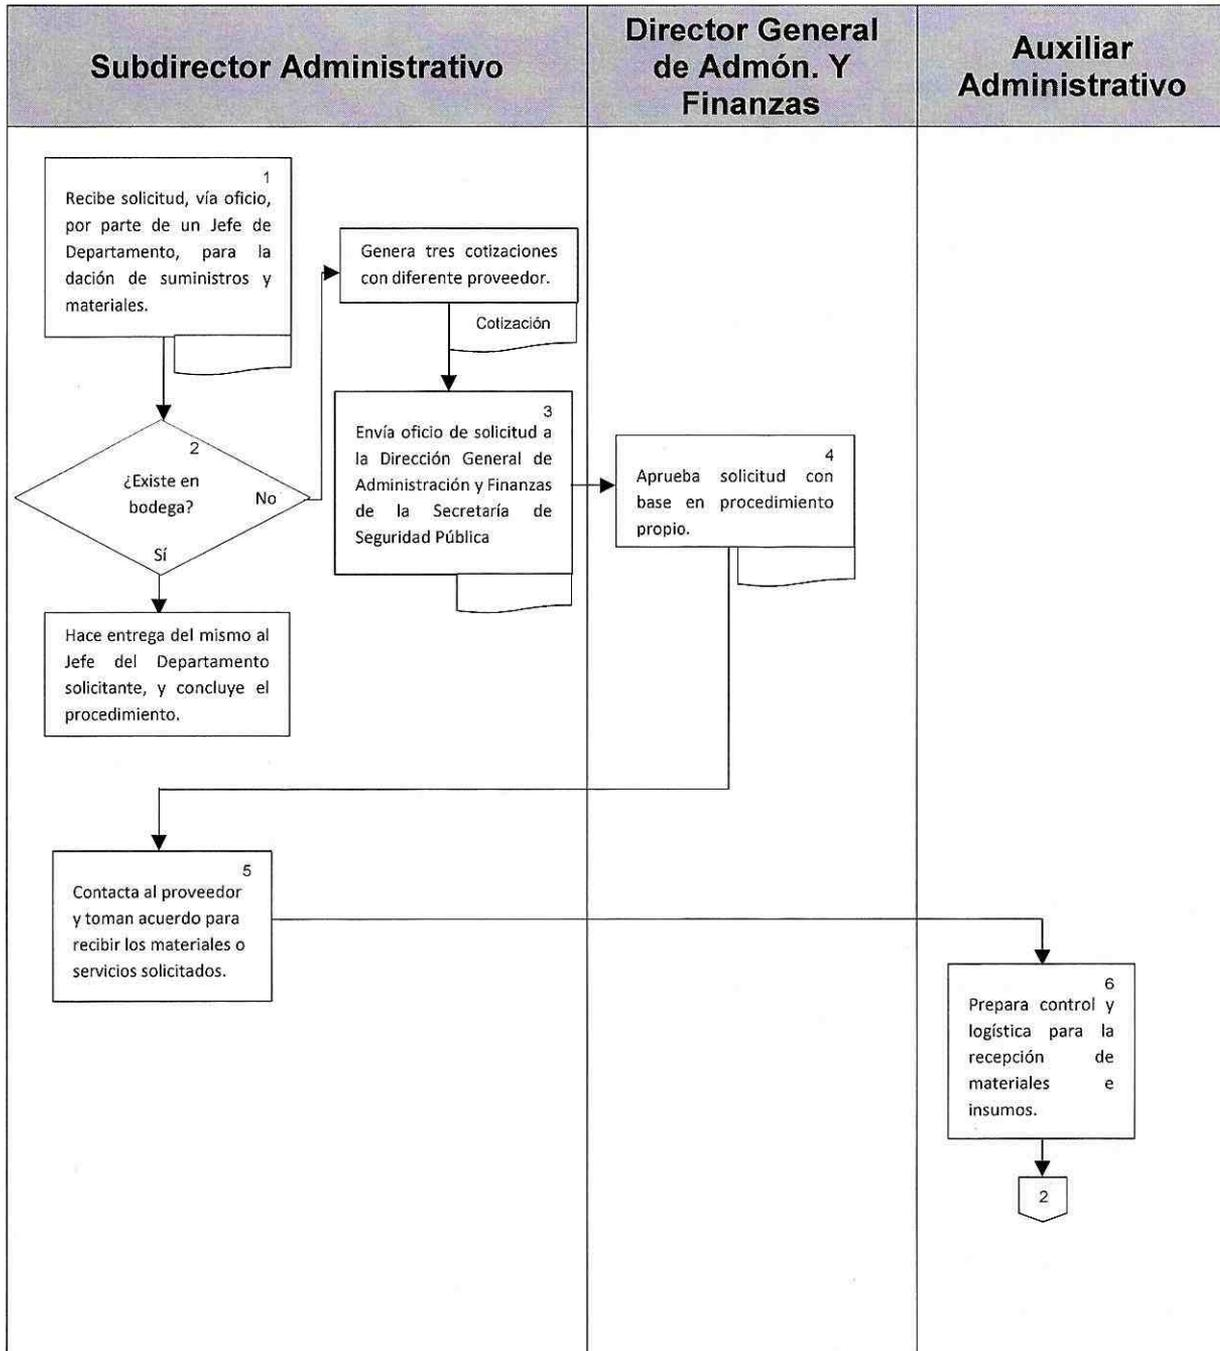 Subdirector Administrativo
Director General
de Admón. Y
Finanzas
Auxiliar
Administrativo
1
Recibe solicitud, vía oficio,
por parte de un Jefe de
Departamento, para la
dación de suministros y
materiales.
2
¿Existe en
bodega?
No
Sí
Genera tres cotizaciones
con diferente proveedor.
Cotización
3
Envía oficio de solicitud a
la Dirección General de
Administración y Finanzas
de la Secretaría de
Seguridad Pública
4
Aprueba solicitud con
base en procedimiento
propio.
Hace entrega del mismo al
Jefe del Departamento
solicitante, y concluye el
procedimiento.
5
Contacta al proveedor
y toman acuerdo para
recibir los materiales o
servicios solicitados.
6
Prepara control y
logística para la
recepción de
materiales e
insumos.
2